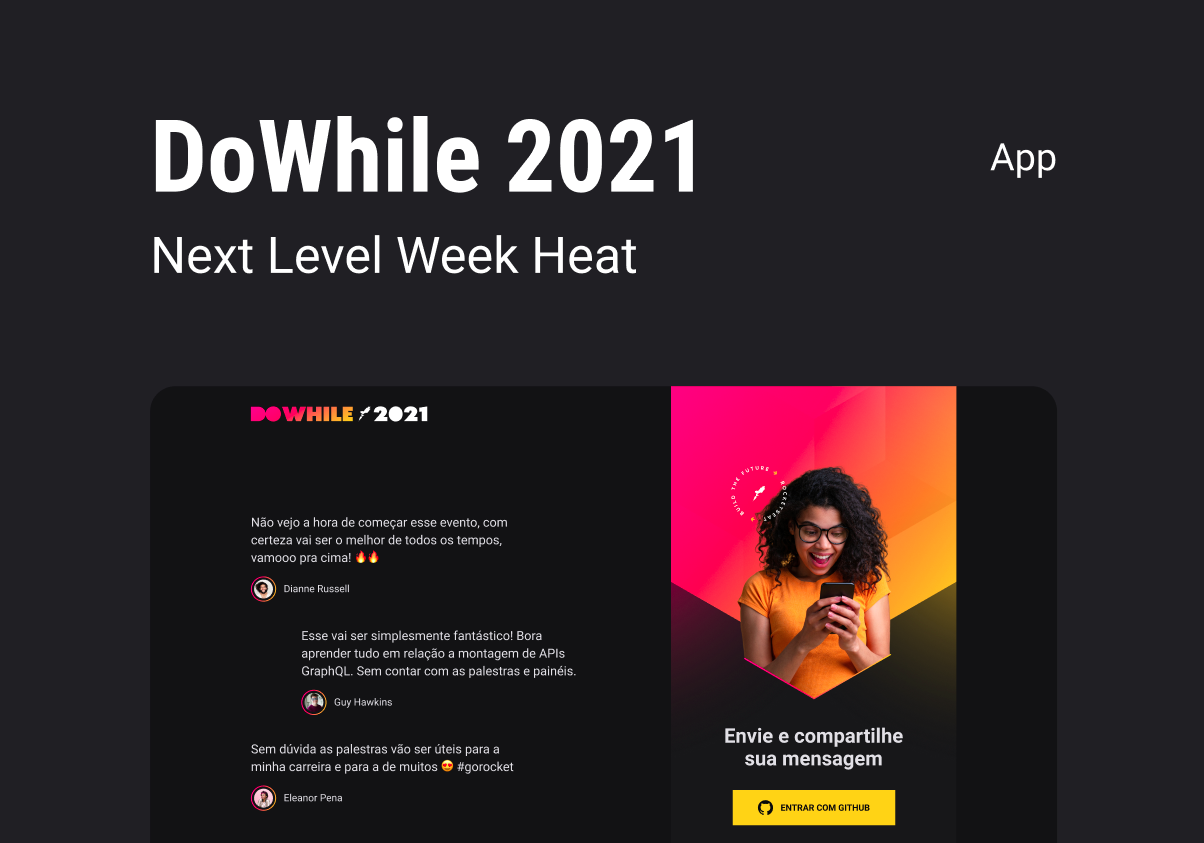 DoWhile 2021
App
Next Level Week Heat
DOWHILE 2021
Não vejo a hora de começar esse evento, com
certeza vai ser o melhor de todos os tempos,
vamooo pra cima! 🔥🔥
Dianne Russell
Esse vai ser simplesmente fantástico! Bora
aprender tudo em relação a montagem de APIs
GraphQL. Sem contar com as palestras e painéis.
Guy Hawkins
Sem dúvida as palestras vão ser úteis para a
minha carreira e para a de muitos 😍 #gorocket
Eleanor Pena
BUILD THE FUTURE
ROCKETSEAT
Envie e compartilhe
sua mensagem
ENTRAR COM GITHUB